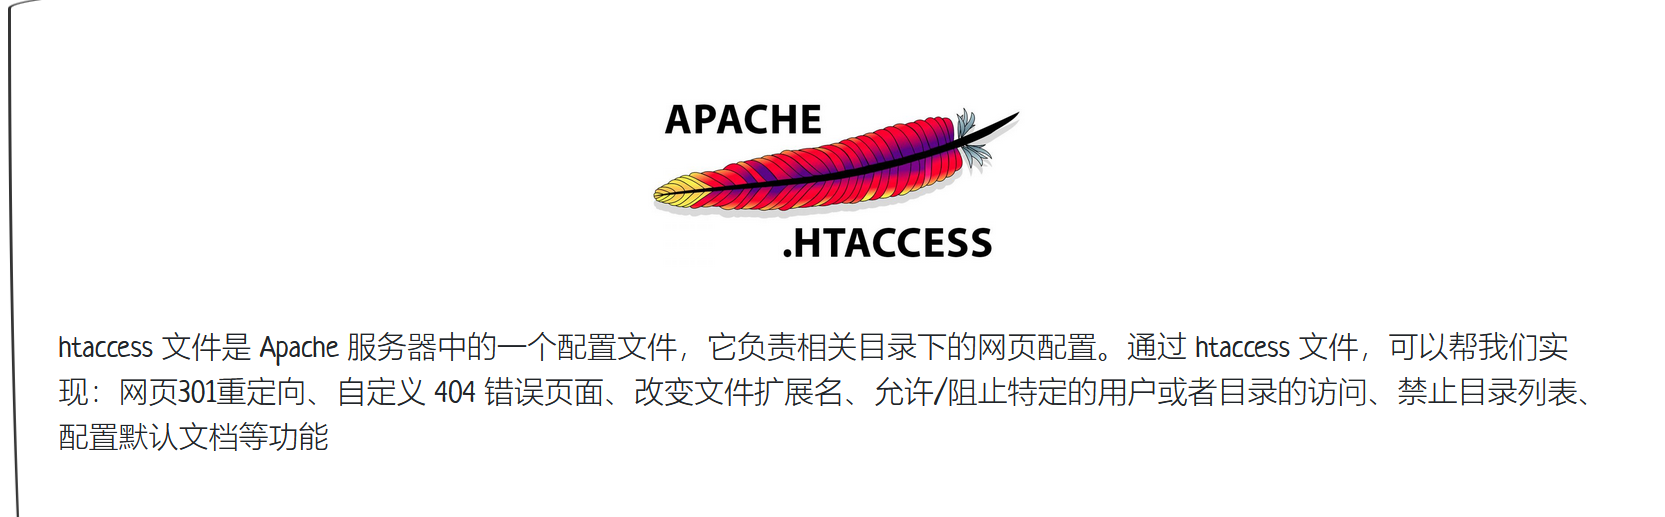 APACHE
.HTACCESS
htaccess 文件是 Apache 服务器中的一个配置文件，它负责相关目录下的网页配置。通过 htaccess 文件，可以帮我们实
现：网页301重定向、自定义 404 错误页面、改变文件扩展名、允许/阻止特定的用户或者目录的访问、禁止目录列表、
配置默认文档等功能